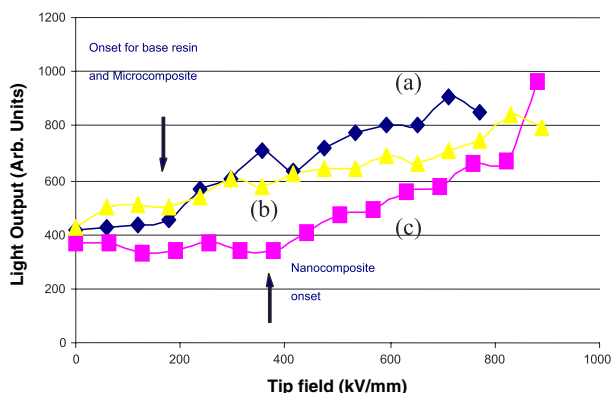 1200
1000
800
600
400
200
0
Light Output (Arb. Units)
Onset for base resin
and Microcomposite
(a)
(b)
(c)
Nanocomposite
onset
0 200 400 600 800 1000
Tip field (kV/mm)